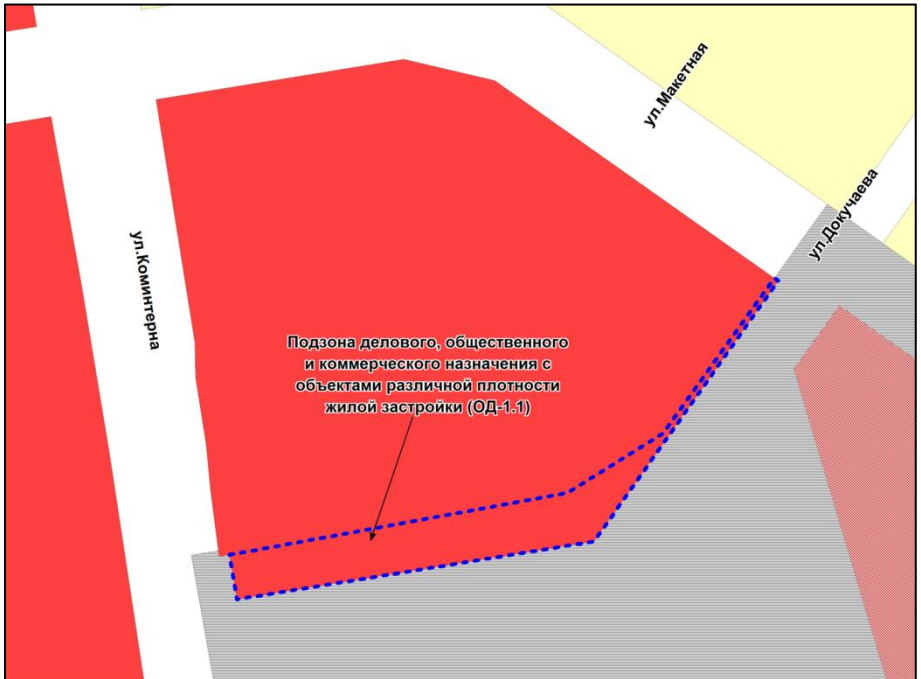 ул.Макетная
ул.Докучаева
ул.Коминтерна
Подзона делового, общественного
и коммерческого назначения с
объектами различной плотности
жилой застройки (ОД-1.1)